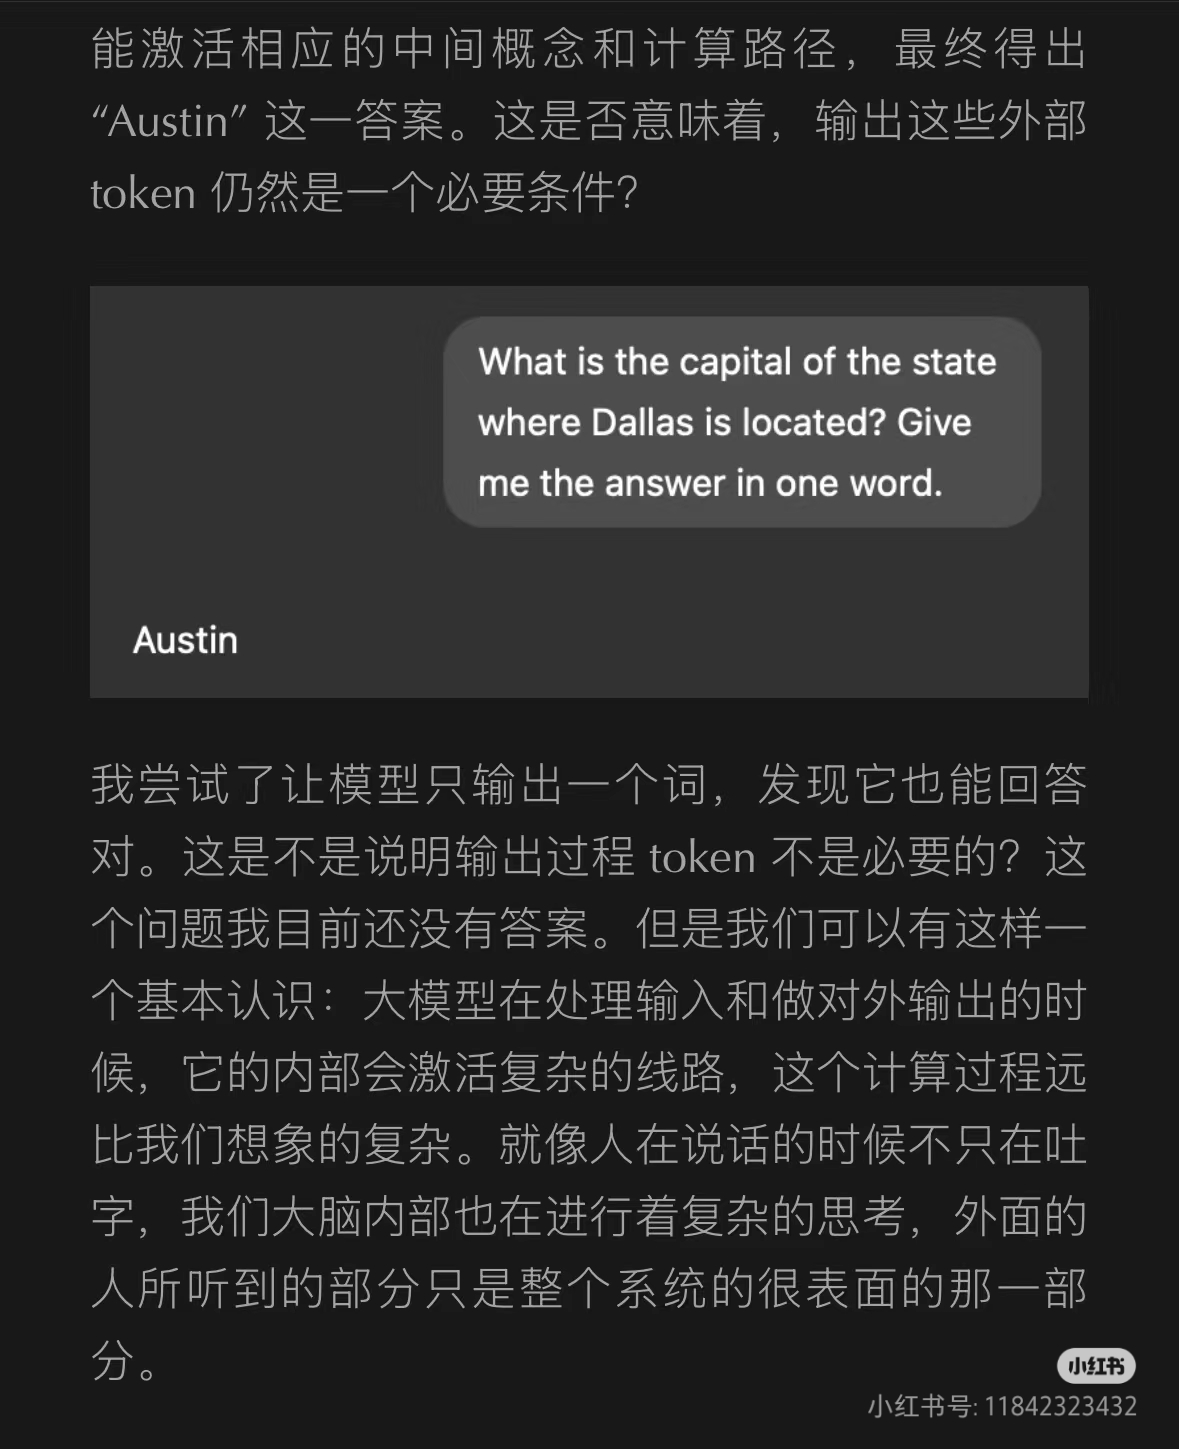 能激活相应的中间概念和计算路径，最终得出
“Austin” 这一答案。这是否意味着，输出这些外部
token 仍然是一个必要条件？
What is the capital of the state
where Dallas is located? Give
me the answer in one word.
Austin
我尝试了让模型只输出一个词，发现它也能回答
对。这是不是说明输出过程 token 不是必要的？这
个问题我目前还没有答案。但是我们可以有这样一
个基本认识：大模型在处理输入和做对外输出的时
候，它的内部会激活复杂的线路，这个计算过程远
比我们想象的复杂。就像人在说话的时候不只在吐
字，我们大脑内部也在进行着复杂的思考，外面的
人所听到的部分只是整个系统的很表面的那一部
分。
小红书
小红书号: 11842323432